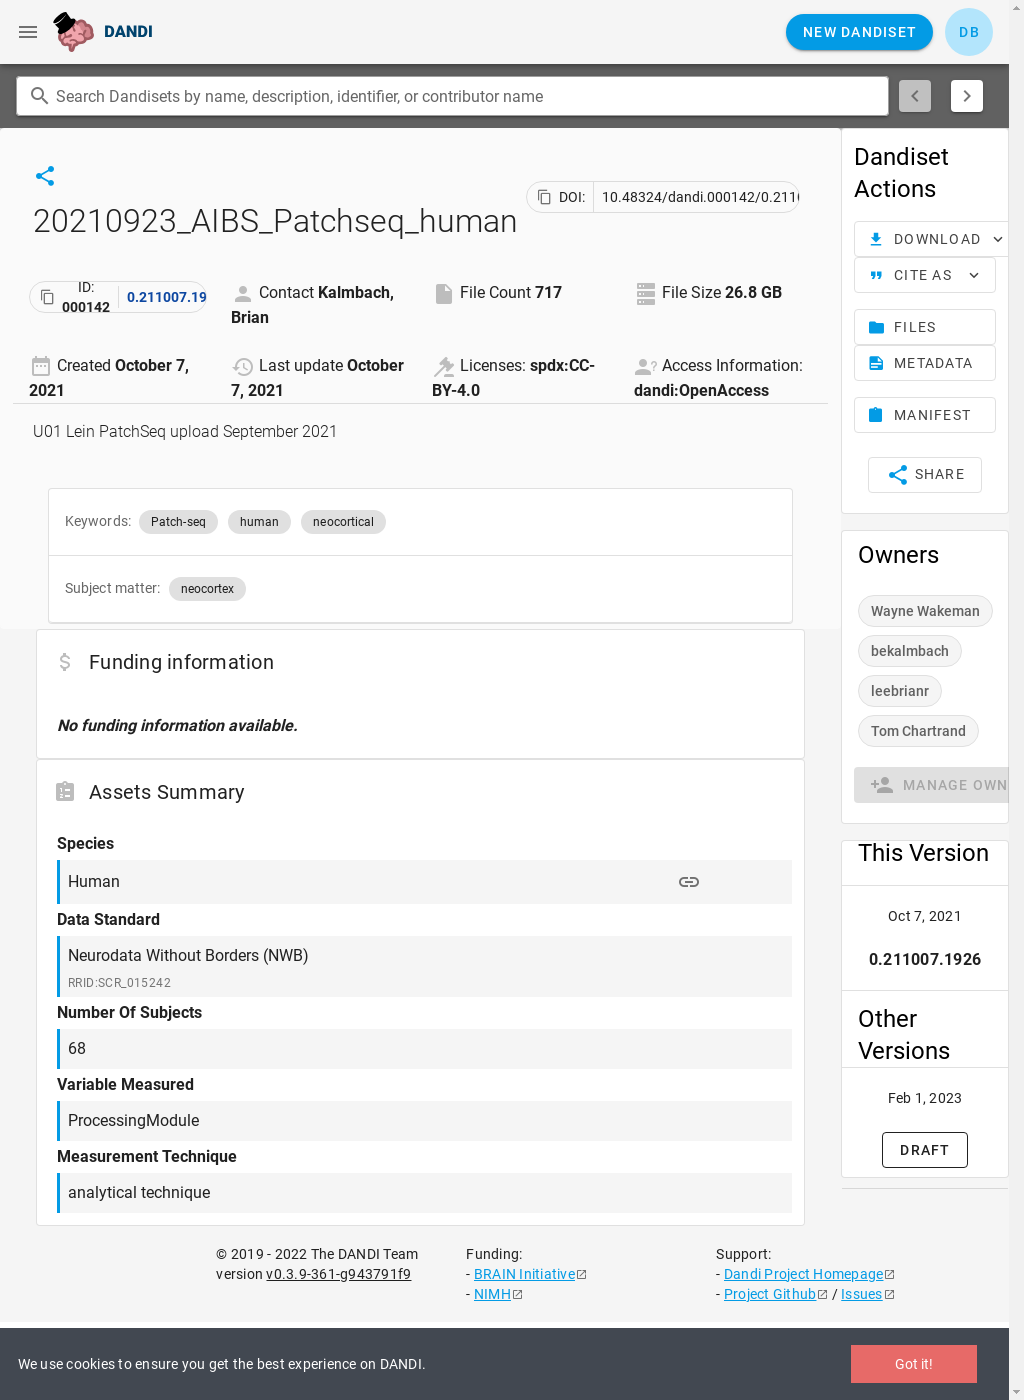 DANDI
NEW DANDISET
DB
Search Dandisets by name, description, identifier, or contributor name
20210923_AIBS_Patchseq_human
DOI: 10.48324/dandi.000142/0.211
ID: 000142 0.211007.19
Contact Kalmbach, Brian
File Count 717
File Size 26.8 GB
Created October 7, 2021
Last update October 7, 2021
Licenses: spdx:CC-BY-4.0
Access Information: dandi:OpenAccess
U01 Lein PatchSeq upload September 2021
Keywords: Patch-seq human neocortical
Subject matter: neocortex
Funding information
No funding information available.
Assets Summary
Species
Human
Data Standard
Neurodata Without Borders (NWB)
RRID:SCR_015242
Number Of Subjects
68
Variable Measured
ProcessingModule
Measurement Technique
analytical technique
Dandiset
Actions
DOWNLOAD
CITE AS
FILES
METADATA
MANIFEST
SHARE
Owners
Wayne Wakeman
bekalmbach
leebrianr
Tom Chartrand
MANAGE OWN
This Version
Oct 7, 2021
0.211007.1926
Other
Versions
Feb 1, 2023
DRAFT
© 2019 - 2022 The DANDI Team
version v0.3.9-361-g943791f9
Funding:
- BRAIN Initiative
- NIMH
Support:
- Dandi Project Homepage
- Project Github / Issues
We use cookies to ensure you get the best experience on DANDI.
Got it!